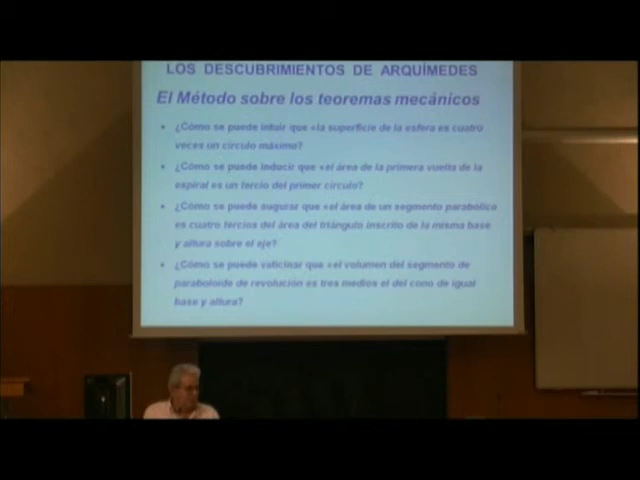 LOS DESCUBRIMIENTOS DE ARQUÍMEDES
El Método sobre los teoremas mecánicos
• ¿Cómo se puede intuir que «la superficie de la esfera es cuatro
veces un círculo máximo?
• ¿Cómo se puede inducir que «el área de la primera vuelta de la
espiral es un tercio del primer círculo?
• ¿Cómo se puede augurar que «el área de un segmento parabólico
es cuatro tercios del área del triángulo inscrito de la misma base
y altura sobre el eje?
• ¿Cómo se puede vaticinar que «el volumen del segmento de
paraboloide de revolución es tres medios el del cono de igual
base y altura?